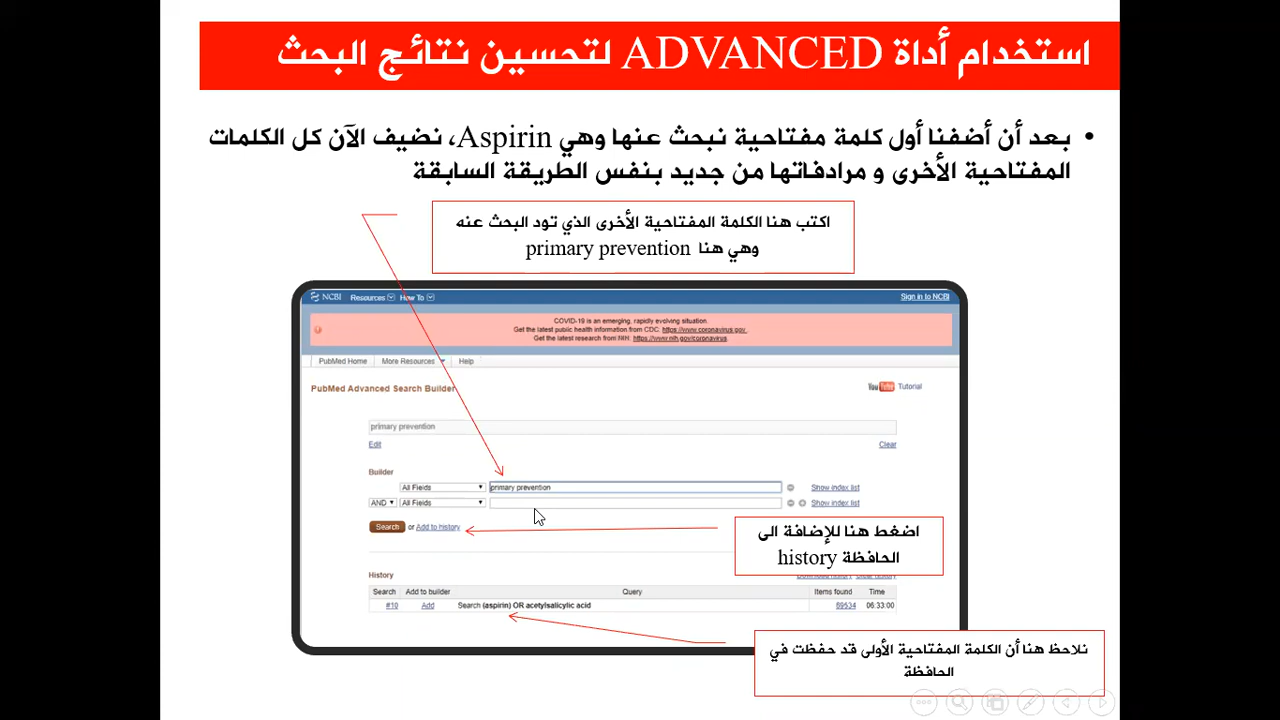 استخدام أداة ADVANCED لتحسين نتائج البحث
• بعد أن أضفنا أول كلمة مفتاحية نبحث عنها وهي Aspirin، نضيف الآن كل الكلمات
المفتاحية الأخرى و مرادفاتها من جديد بنفس الطريقة السابقة
اكتب هنا الكلمة المفتاحية الأخرى الذي تود البحث عنه
وهي هنا primary prevention
NCBI Resources How To Sign in to NCBI
COVID-19 is an emerging, rapidly evolving situation.
Get the latest public health information from CDC: https://www.coronavirus.gov.
Get the latest research from NIH: https://www.nih.gov/coronavirus.
PubMed Home More Resources Help
PubMed Advanced Search Builder You Tube Tutorial
primary prevention
Edit Clear
Builder
All Fields primary prevention Show index list
AND All Fields Show index list
Search or Add to history
اضغط هنا للإضافة الى
الحافظة history
History
Search Add to builder Query Items found Time
#10 Add Search (aspirin) OR acetylsalicylic acid 69534 06:33:00
نلاحظ هنا أن الكلمة المفتاحية الأولى قد حفظت في
الحافظة